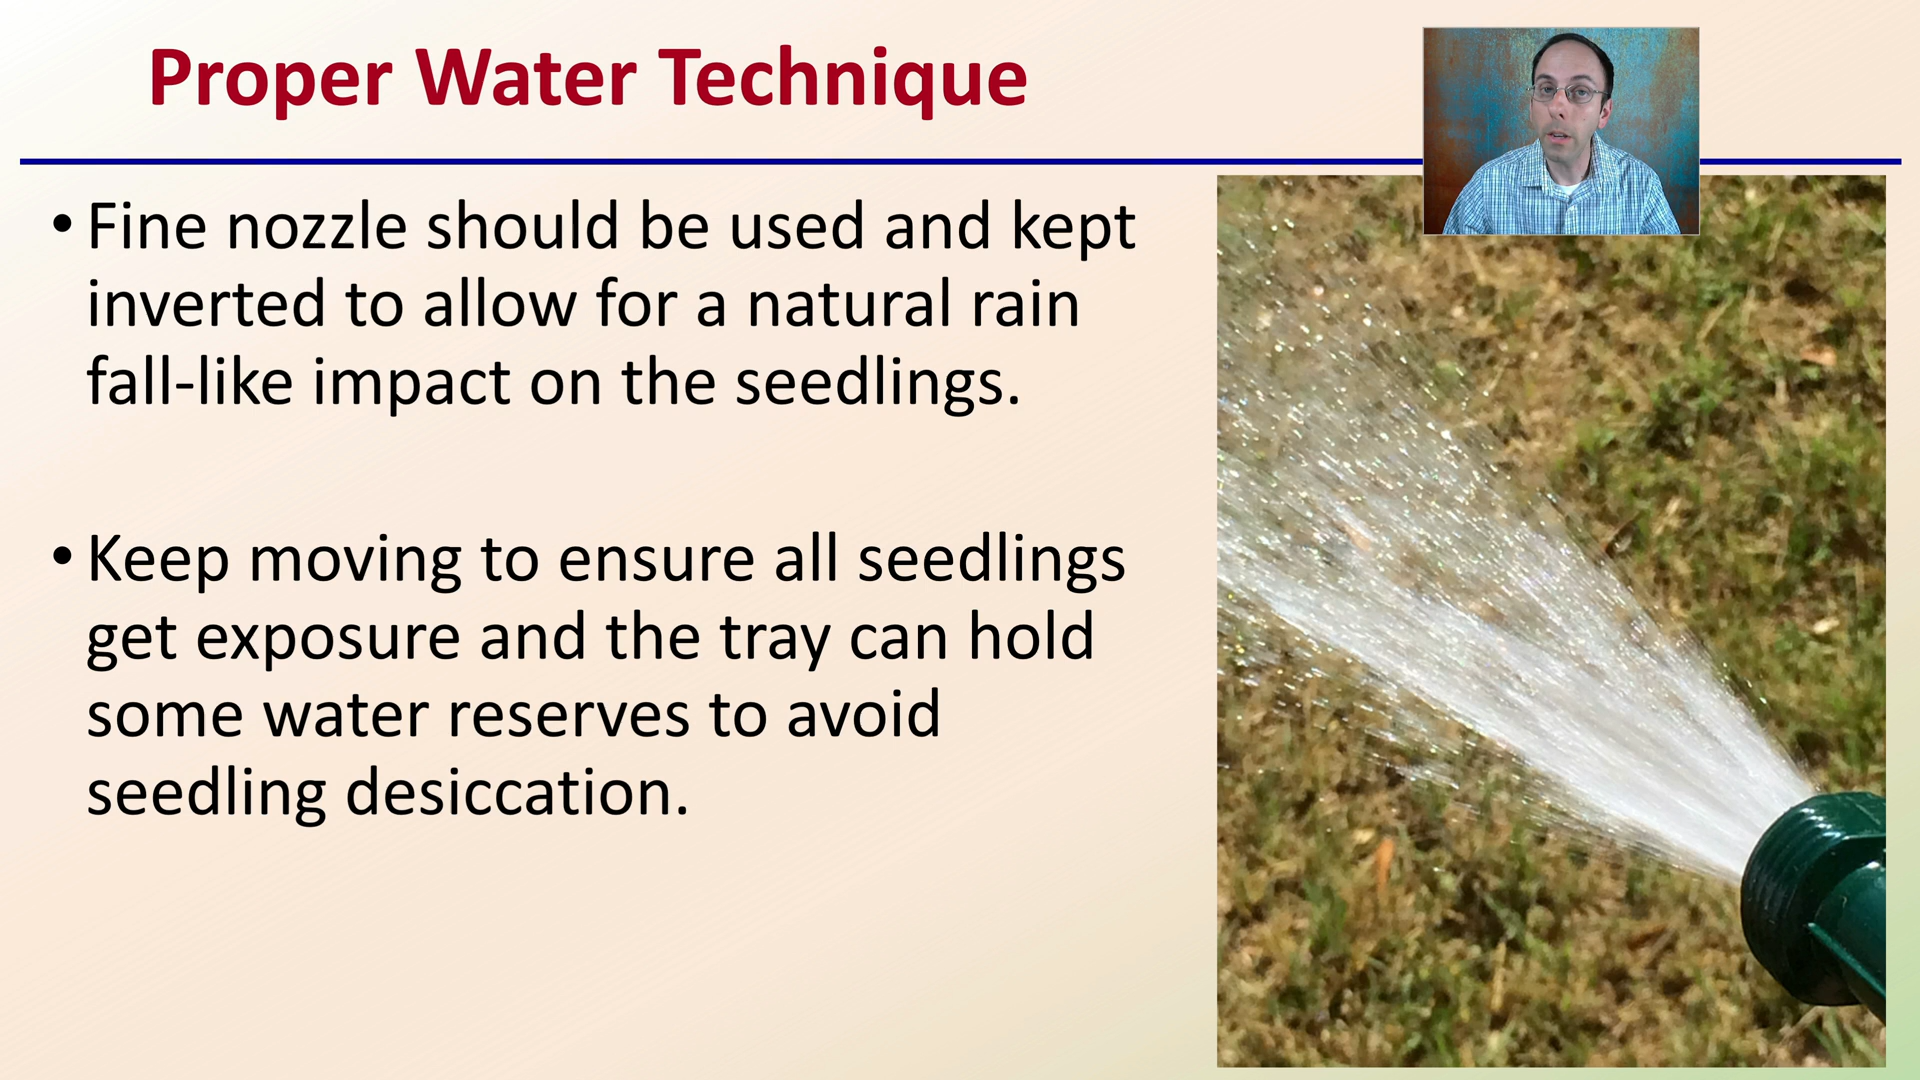 Proper Water Technique
• Fine nozzle should be used and kept
inverted to allow for a natural rain
fall-like impact on the seedlings.
• Keep moving to ensure all seedlings
get exposure and the tray can hold
some water reserves to avoid
seedling desiccation.